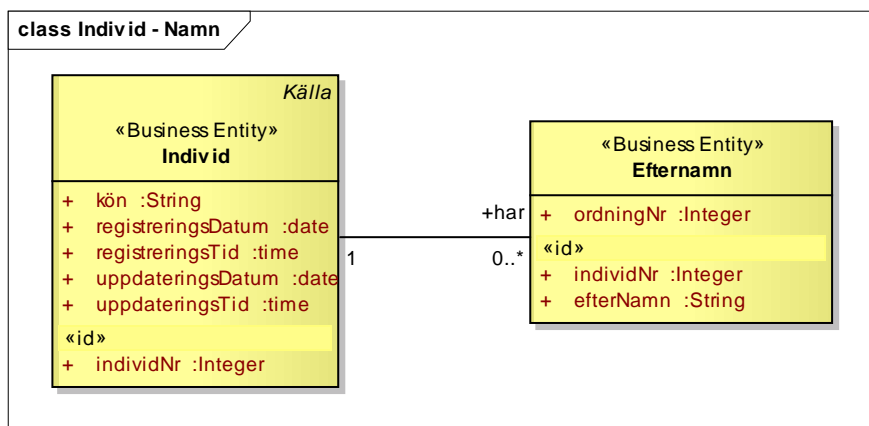 class Individ - Namn
Källa
«Business Entity»
Individ
+ kön :String
+ registreringsDatum :date
+ registreringsTid :time
+ uppdateringsDatum :date
+ uppdateringsTid :time
«id»
+ individNr :Integer
1
+har
0..*
«Business Entity»
Efternamn
+ ordningNr :Integer
«id»
+ individNr :Integer
+ efterNamn :String